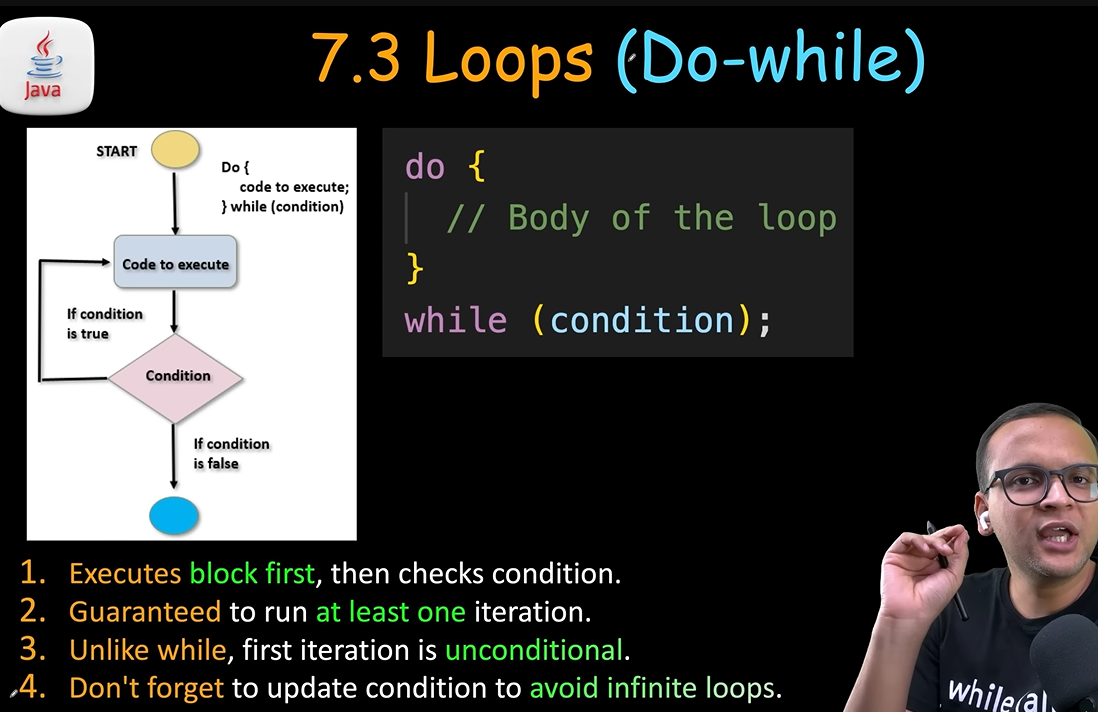 Java
7.3 Loops (Do-while)
START
Do {
code to execute;
} while (condition)
Code to execute
If condition
is true
Condition
If condition
is false
do {
// Body of the loop
}
while (condition);
1. Executes block first, then checks condition.
2. Guaranteed to run at least one iteration.
3. Unlike while, first iteration is unconditional.
4. Don't forget to update condition to avoid infinite loops.
while(al